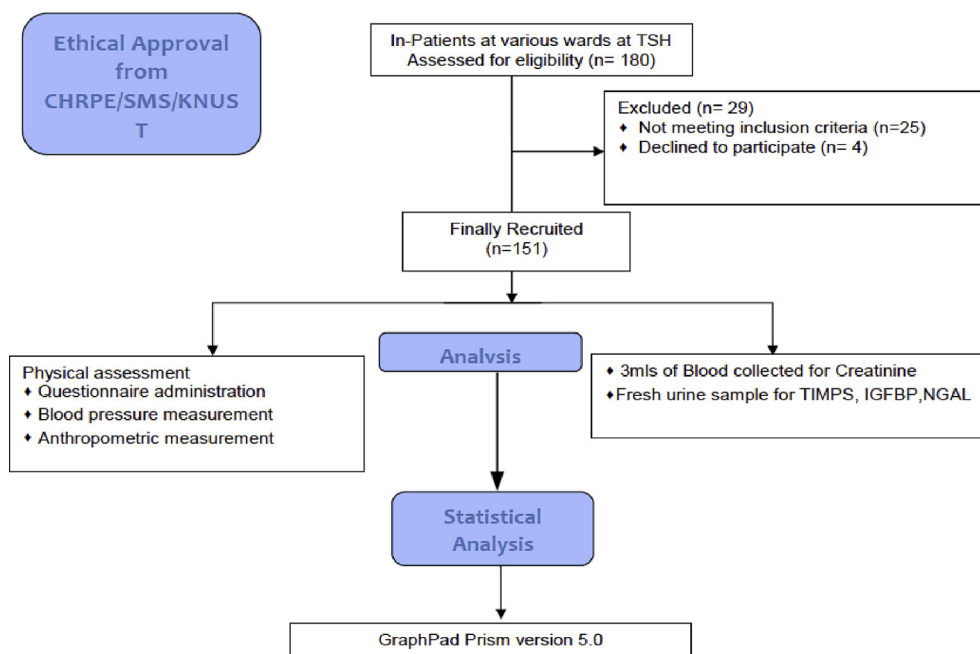 Ethical Approval
from
CHRPE/SMS/KNUS
T
In-Patients at various wards at TSH
Assessed for eligibility (n= 180)
Excluded (n= 29)
♦ Not meeting inclusion criteria (n=25)
♦ Declined to participate (n= 4)
Finally Recruited
(n=151)
Physical assessment
♦ Questionnaire administration
♦ Blood pressure measurement
♦ Anthropometric measurement
Analysis
♦ 3mls of Blood collected for Creatinine
♦Fresh urine sample for TIMPS, IGFBP,NGAL
Statistical
Analysis
GraphPad Prism version 5.0